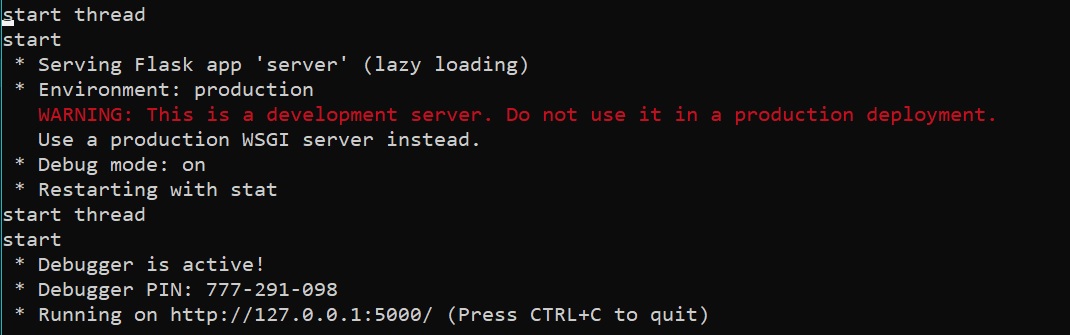 start thread
start
 * Serving Flask app 'server' (lazy loading)
 * Environment: production
   WARNING: This is a development server. Do not use it in a production deployment.
   Use a production WSGI server instead.
 * Debug mode: on
 * Restarting with stat
start thread
start
 * Debugger is active!
 * Debugger PIN: 777-291-098
 * Running on http://127.0.0.1:5000/ (Press CTRL+C to quit)